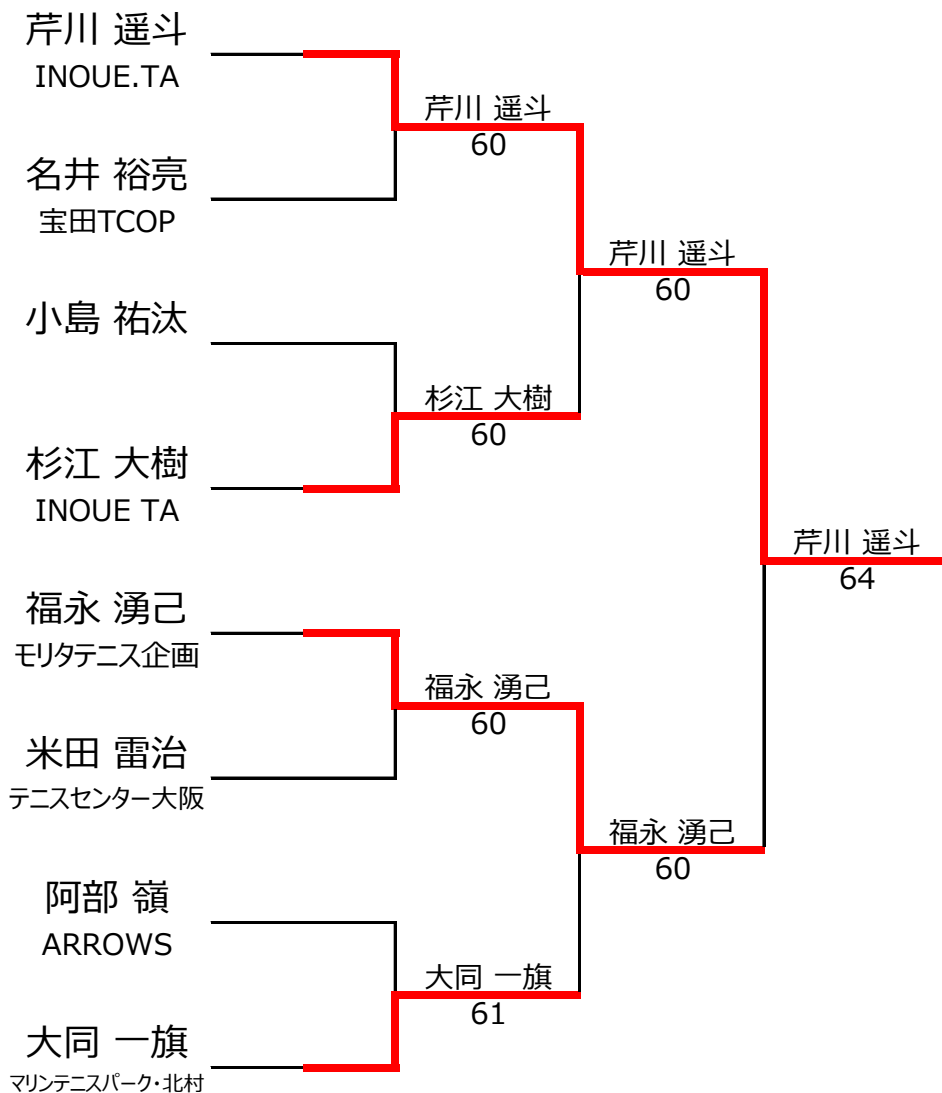 芹川 遥斗
INOUE.TA
名井 裕亮
宝田TCOP
小島 祐汰
杉江 大樹
INOUE TA
福永 湧己
モリタテニス企画
米田 雷治
テニスセンター大阪
阿部 嶺
ARROWS
大同 一旗
マリンテニスパーク・北村
芹川 遥斗
60
杉江 大樹
60
福永 湧己
60
大同 一旗
61
芹川 遥斗
60
福永 湧己
60
芹川 遥斗
64